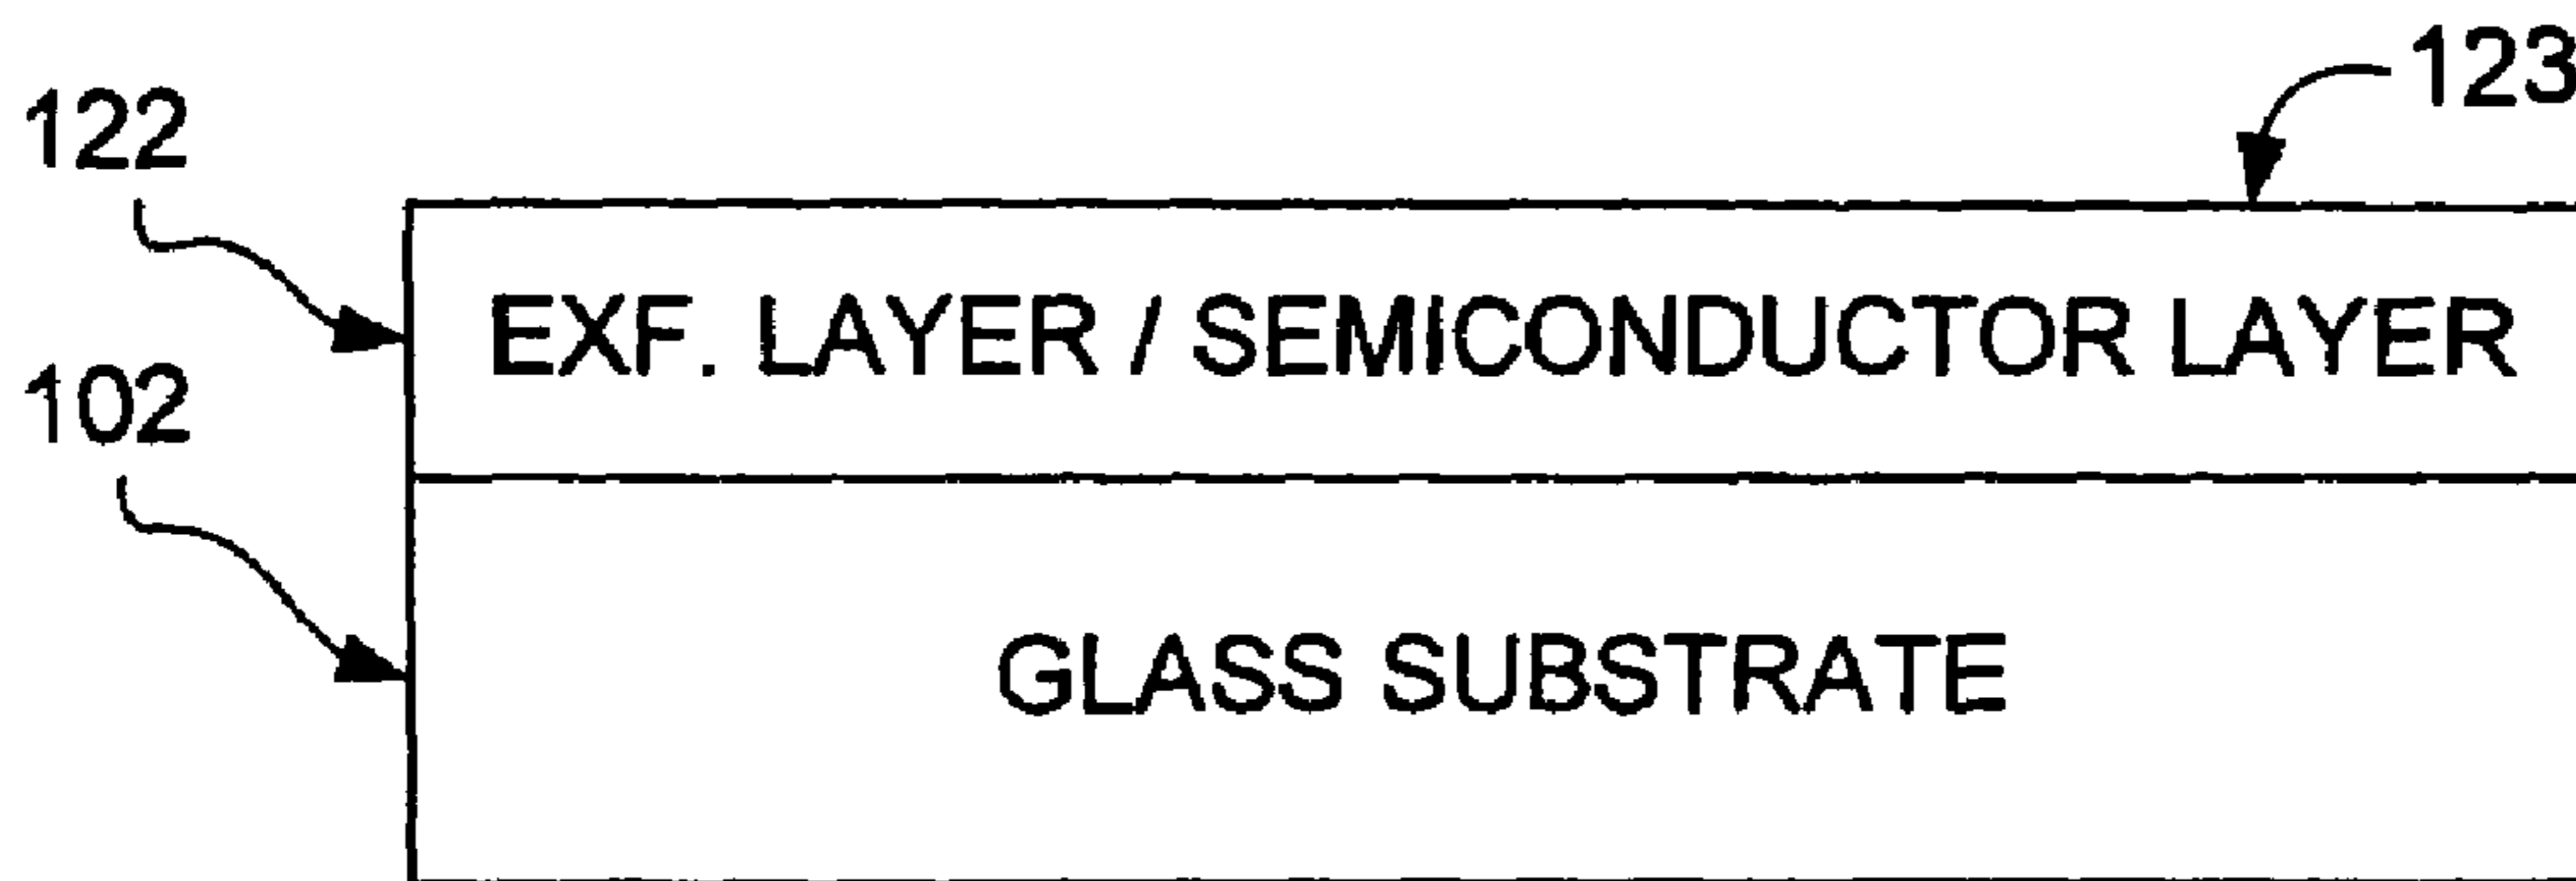 123
122
EXF. LAYER / SEMICONDUCTOR LAYER
102
GLASS SUBSTRATE